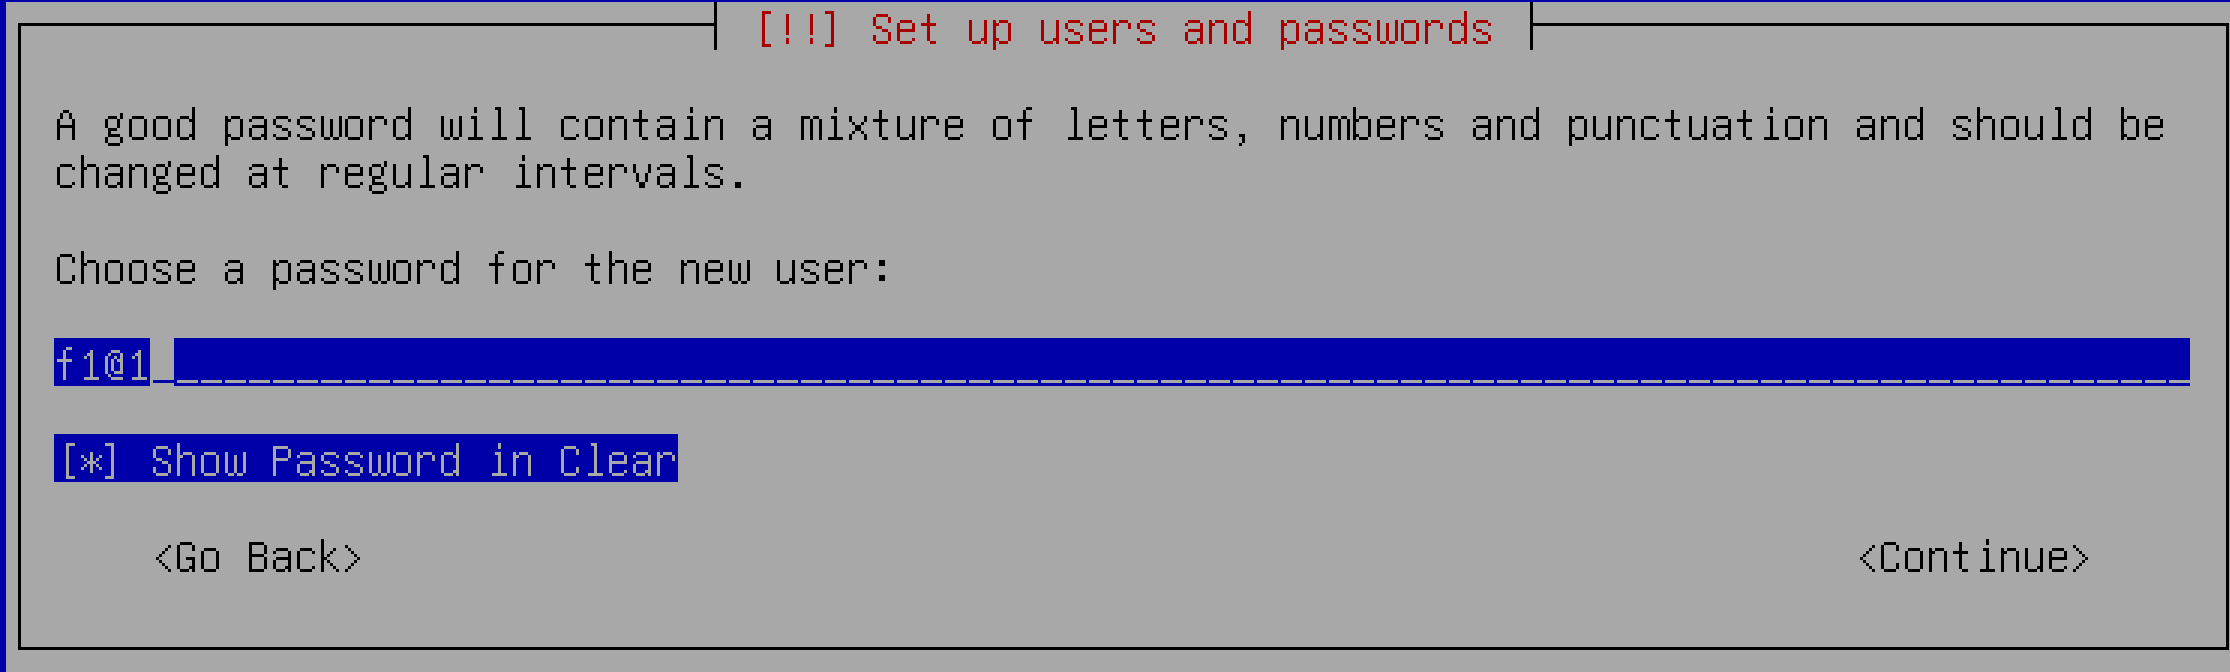 [!!] Set up users and passwords
A good password will contain a mixture of letters, numbers and punctuation and should be
changed at regular intervals.
Choose a password for the new user:
f1@1
[*] Show Password in Clear
<Go Back> <Continue>